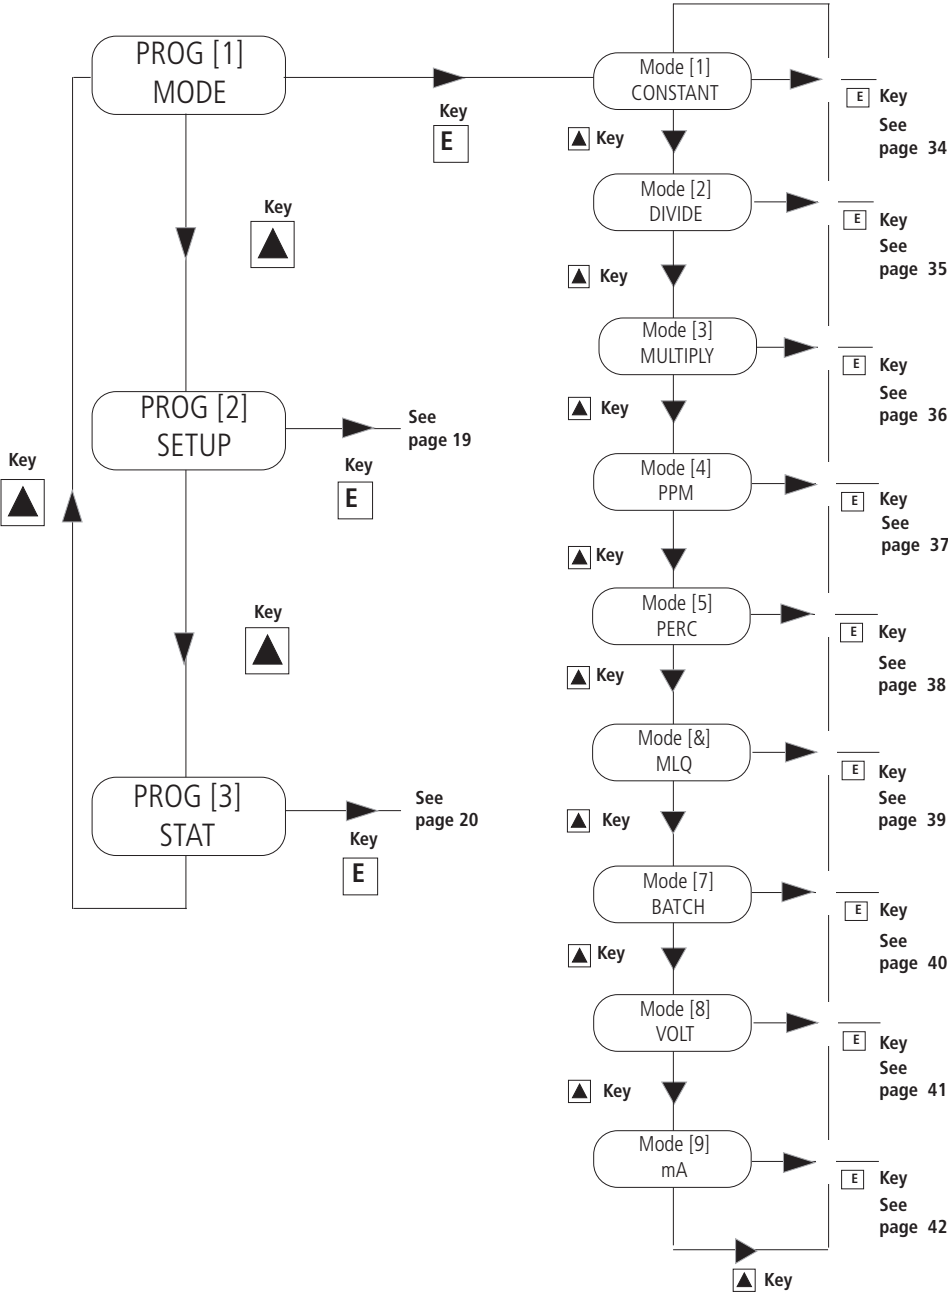 PROG [1]
MODE
Key
E
Key
PROG [2]
SETUP
See
page 19
Key
E
Key
Key
PROG [3]
STAT
See
page 20
Key
E
Mode [1]
CONSTANT
E Key
See
page 34
Key
Mode [2]
DIVIDE
E Key
See
page 35
Key
Mode [3]
MULTIPLY
E Key
See
page 36
Key
Mode [4]
PPM
E Key
See
page 37
Key
Mode [5]
PERC
E Key
See
page 38
Key
Mode [&]
MLQ
E Key
See
page 39
Key
Mode [7]
BATCH
E Key
See
page 40
Key
Mode [8]
VOLT
E Key
See
page 41
Key
Mode [9]
mA
E Key
See
page 42
Key